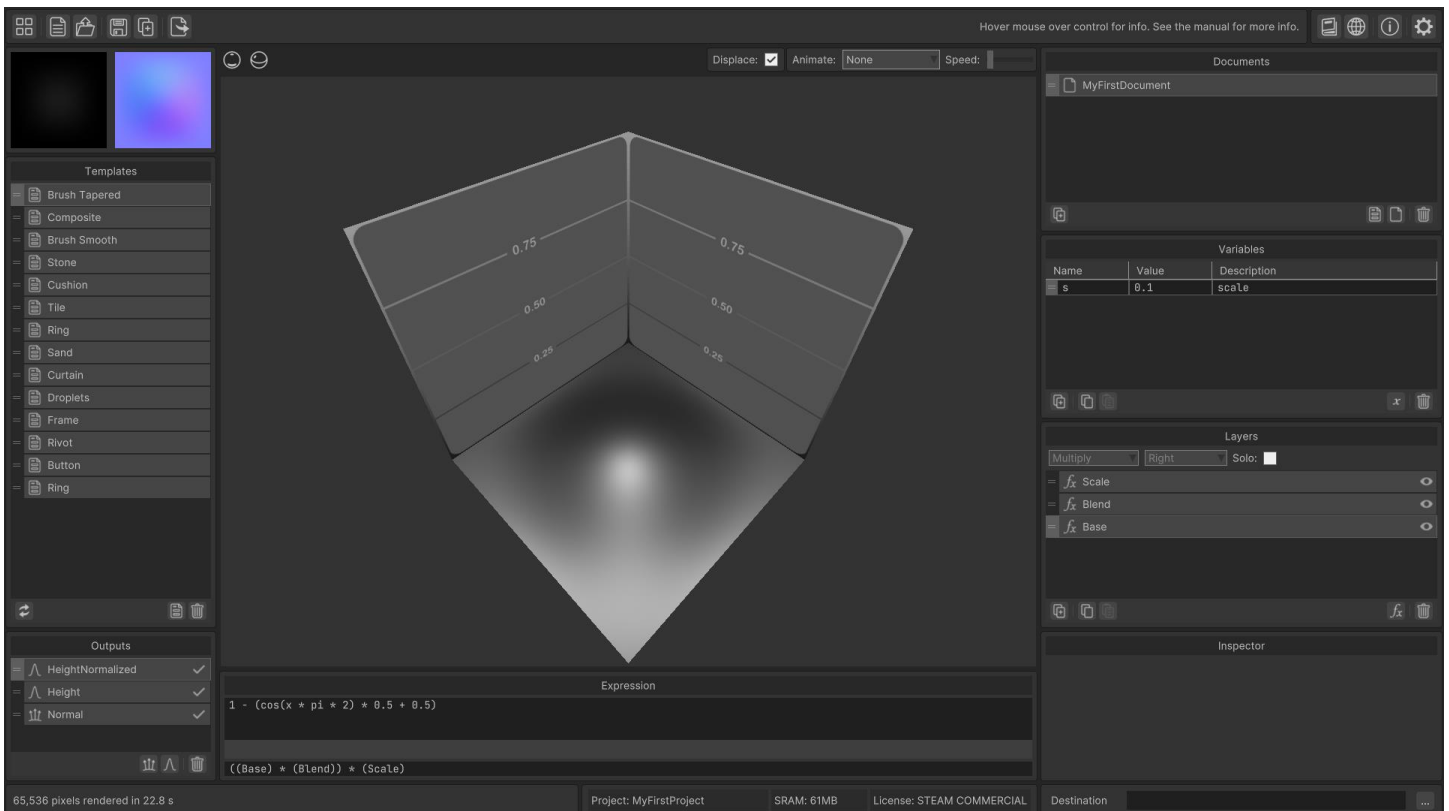 Hover mouse over control for info. See the manual for more info.
Displace: Animate: None Speed:
Templates
Brush Tapered
Composite
Brush Smooth
Stone
Cushion
Tile
Ring
Sand
Curtain
Droplets
Frame
Rivot
Button
Ring
Outputs
HeightNormalized
Height
Normal
0.75 0.75
0.50 0.50
0.25 0.25
Expression
1 - (cos(x * pi * 2) * 0.5 + 0.5)
((Base) * (Blend)) * (Scale)
Documents
MyFirstDocument
Variables
Name Value Description
s 0.1 scale
x
Layers
Multiply Right Solo:
fx Scale
fx Blend
fx Base
fx
Inspector
65,536 pixels rendered in 22.8 s
Project: MyFirstProject SRAM: 61MB License: STEAM COMMERCIAL
Destination ...